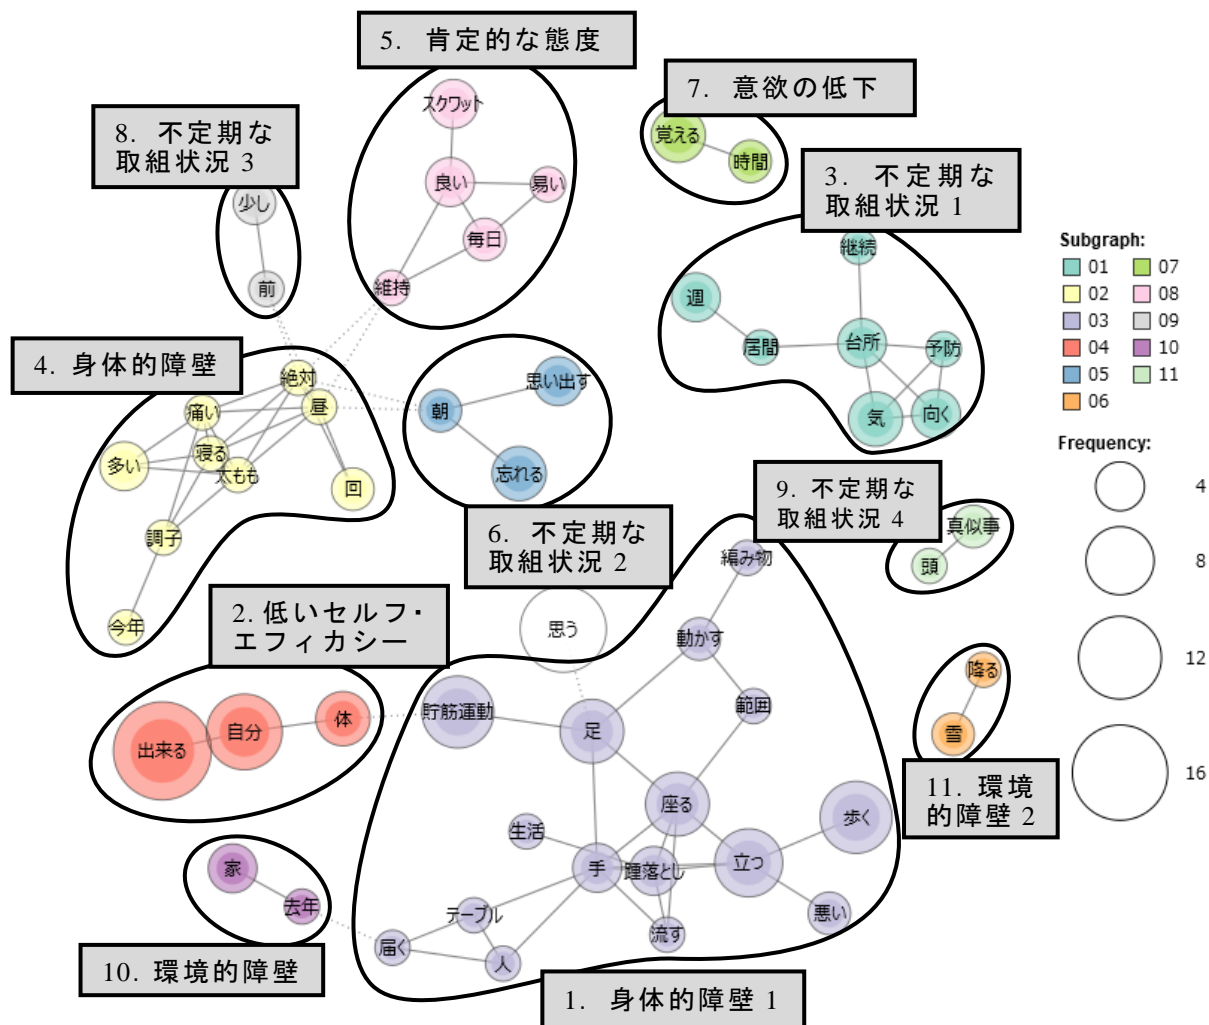 5. 肯定的な態度
スクワット
良い
易い
毎日
維持
7. 意欲の低下
覚える
時間
8. 不定期な
取組状況 3
少し
前
3. 不定期な
取組状況 1
継続
週
居間
台所
予防
気
向く
Subgraph:
01
02
03
04
05
06
07
08
09
10
11
Frequency:
4
8
12
16
4. 身体的障壁
絶対
痛い
昼
多い
寝る
太もも
回
調子
今年
朝
思い出す
忘れる
6. 不定期な
取組状況 2
9. 不定期な
取組状況 4
真似事
頭
2. 低いセルフ・
エフィカシー
出来る
自分
体
思う
編み物
動かす
範囲
貯筋運動
足
座る
歩く
生活
手
踵落とし
立つ
悪い
テーブル
届く
人
流す
降る
雪
11. 環境
的障壁 2
家
去年
10. 環境的障壁
1. 身体的障壁 1